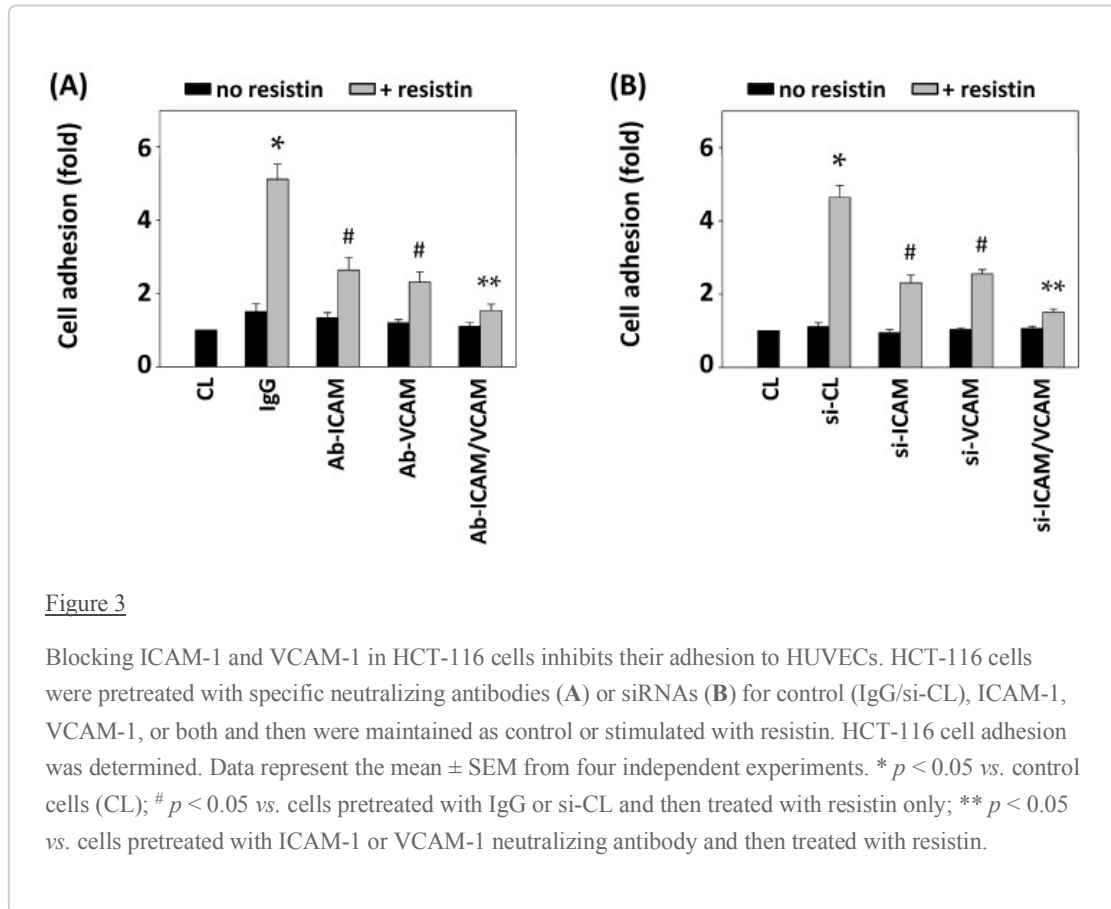 (A)
no resistin + resistin
Cell adhesion (fold)
6
4
2
0
CL
IgG
Ab-ICAM
Ab-VCAM
Ab-ICAM/VCAM
*
#
#
**
(B)
no resistin + resistin
Cell adhesion (fold)
6
4
2
0
CL
si-CL
si-ICAM
si-VCAM
si-ICAM/VCAM
*
#
#
**
Figure 3
Blocking ICAM-1 and VCAM-1 in HCT-116 cells inhibits their adhesion to HUVECs. HCT-116 cells
were pretreated with specific neutralizing antibodies (A) or siRNAs (B) for control (IgG/si-CL), ICAM-1,
VCAM-1, or both and then were maintained as control or stimulated with resistin. HCT-116 cell adhesion
was determined. Data represent the mean ± SEM from four independent experiments. * p < 0.05 vs. control
cells (CL); # p < 0.05 vs. cells pretreated with IgG or si-CL and then treated with resistin only; ** p < 0.05
vs. cells pretreated with ICAM-1 or VCAM-1 neutralizing antibody and then treated with resistin.